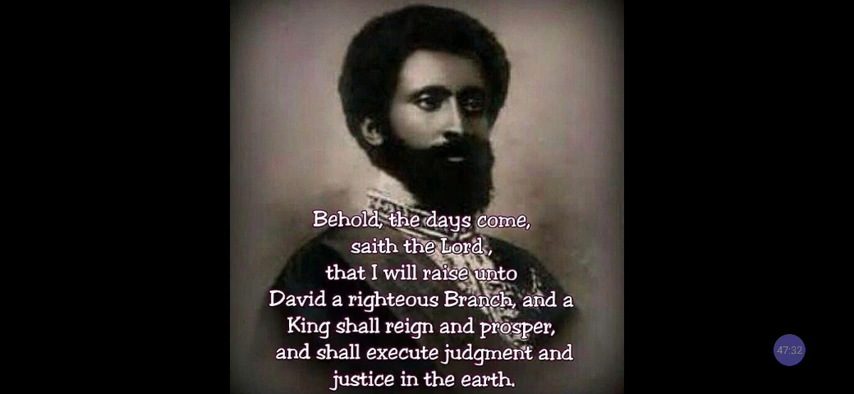 Behold, the days come,
saith the Lord ,
that I will raise unto
David a righteous Branch, and a
King shall reign and prosper,
and shall execute judgment and
justice in the earth.
47:32